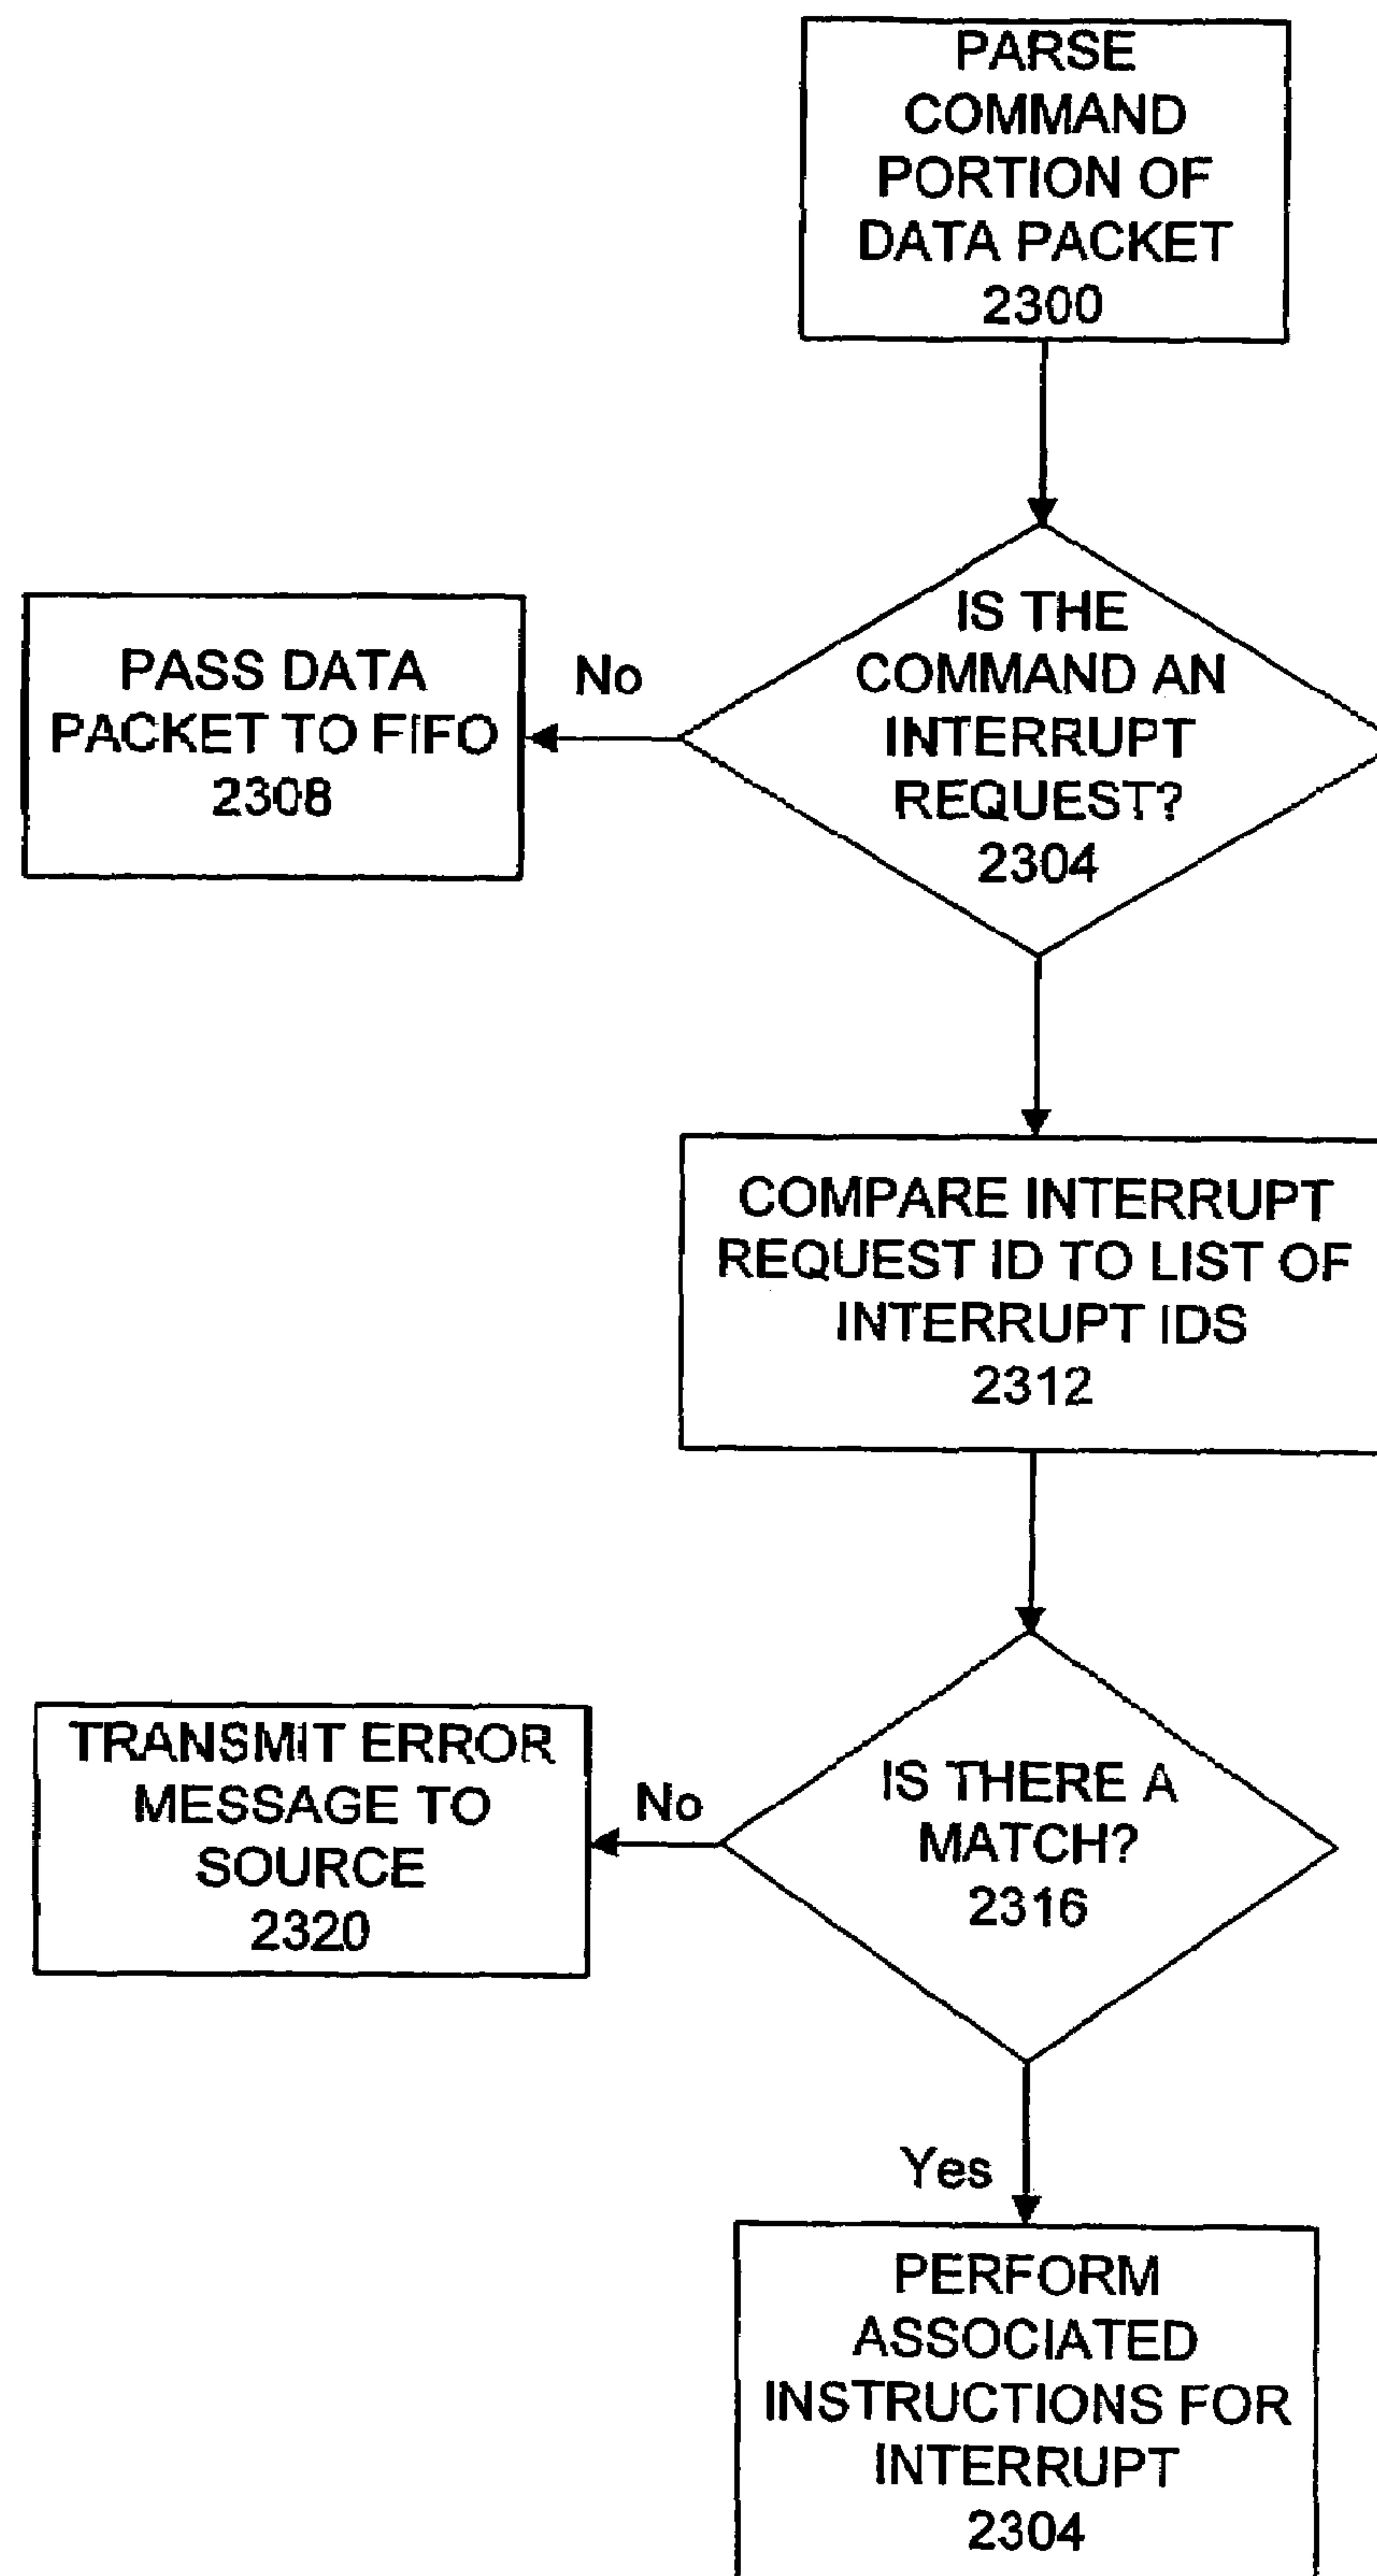 PARSE
COMMAND
PORTION OF
DATA PACKET
2300
IS THE
COMMAND AN
INTERRUPT
REQUEST?
2304
No
PASS DATA
PACKET TO FIFO
2308
COMPARE INTERRUPT
REQUEST ID TO LIST OF
INTERRUPT IDS
2312
IS THERE A
MATCH?
2316
No
TRANSMIT ERROR
MESSAGE TO
SOURCE
2320
Yes
PERFORM
ASSOCIATED
INSTRUCTIONS FOR
INTERRUPT
2304